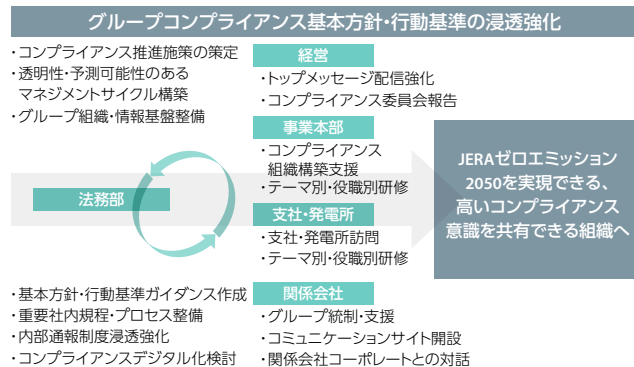 グループコンプライアンス基本方針・行動基準の浸透強化
・コンプライアンス推進施策の策定
・透明性・予測可能性のある
マネジメントサイクル構築
・グループ組織・情報基盤整備
法務部
・基本方針・行動基準ガイダンス作成
・重要社内規程・プロセス整備
・内部通報制度浸透強化
・コンプライアンスデジタル化検討
経営
・トップメッセージ配信強化
・コンプライアンス委員会報告
事業本部
・コンプライアンス
組織構築支援
・テーマ別・役職別研修
支社・発電所
・支社・発電所訪問
・テーマ別・役職別研修
関係会社
・グループ統制・支援
・コミュニケーションサイト開設
・関係会社コーポレートとの対話
JERAゼロエミッション
2050を実現できる、
高いコンプライアンス
意識を共有できる組織へ